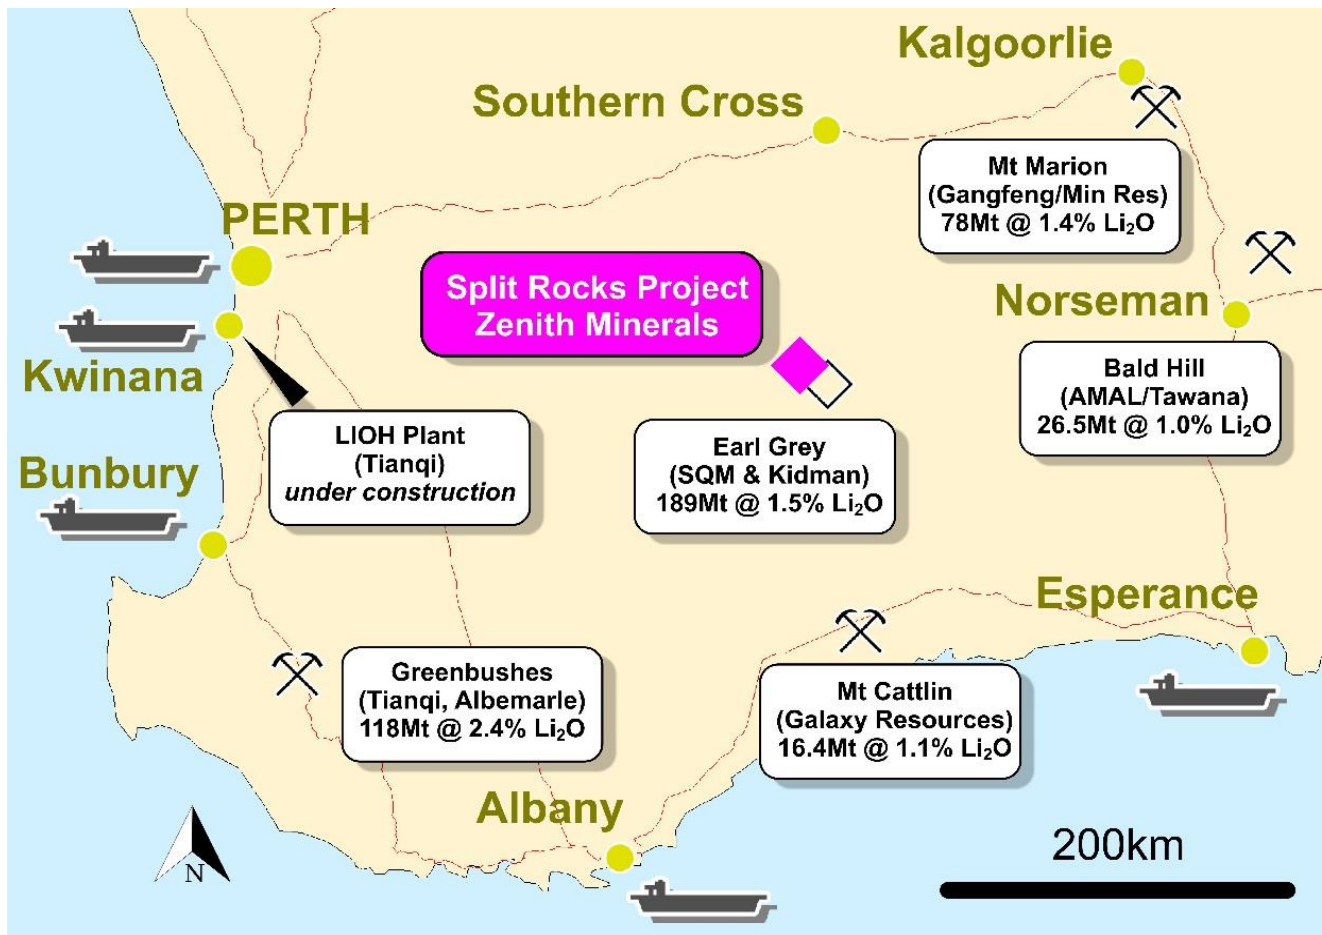 Kalgoorlie
Southern Cross
Mt Marion
(Gangfeng/Min Res)
78Mt @ 1.4% Li₂O
PERTH
Split Rocks Project
Zenith Minerals
Norseman
Kwinana
Bald Hill
(AMAL/Tawana)
26.5Mt @ 1.0% Li₂O
LIOH Plant
(Tianqi)
under construction
Earl Grey
(SQM & Kidman)
189Mt @ 1.5% Li₂O
Bunbury
Esperance
Greenbushes
(Tianqi, Albemarle)
118Mt @ 2.4% Li₂O
Mt Cattlin
(Galaxy Resources)
16.4Mt @ 1.1% Li₂O
Albany
200km
N